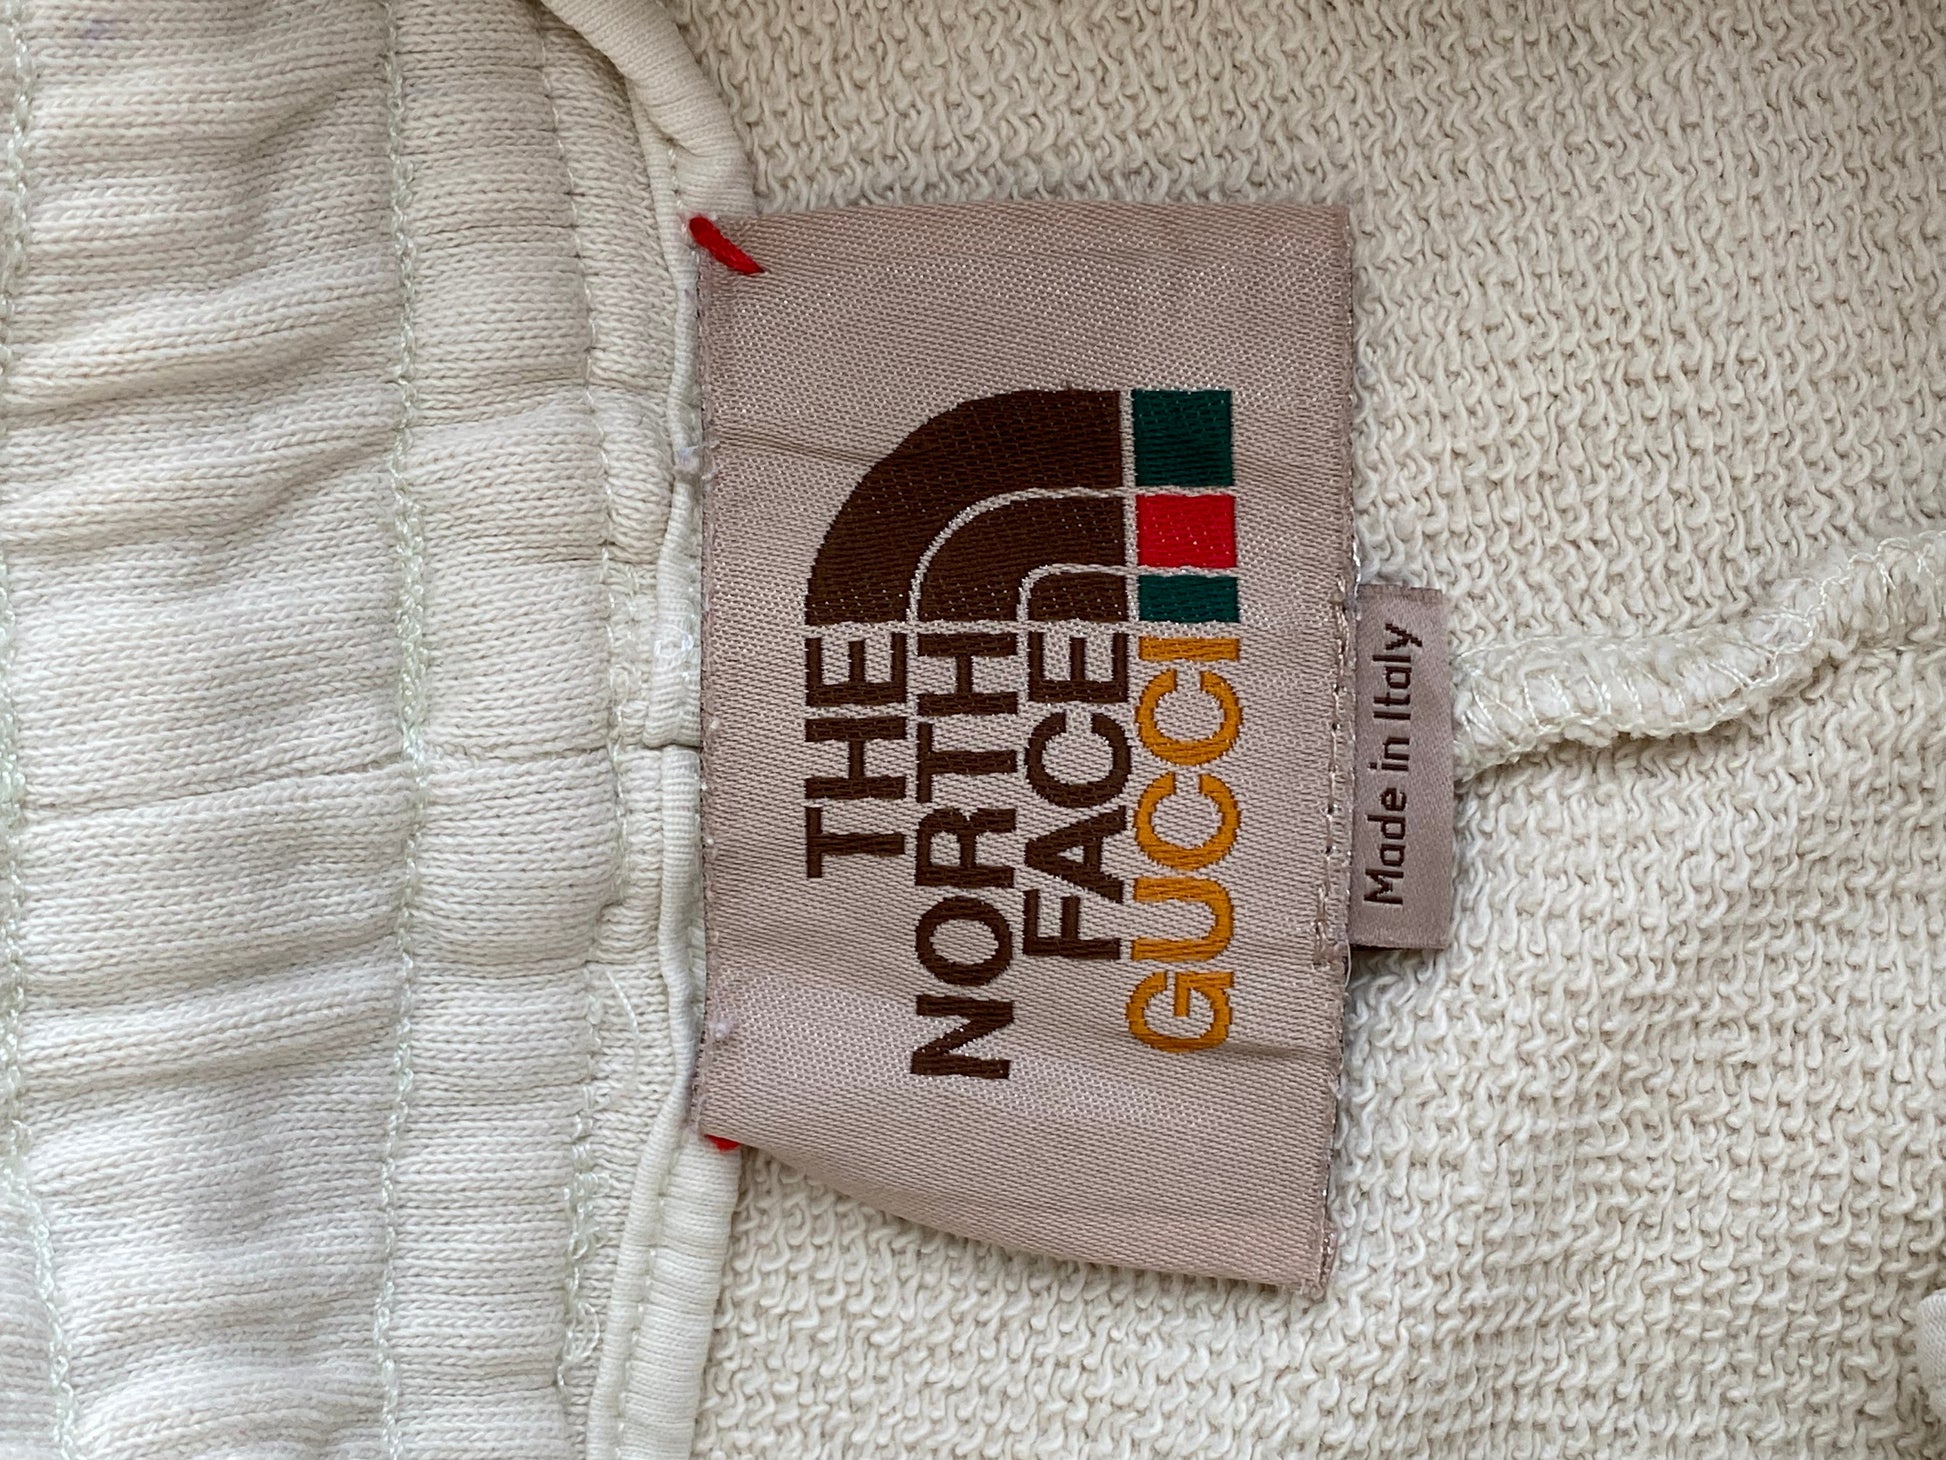 THE
NORTH
FACE
GUCCI
Made in Italy